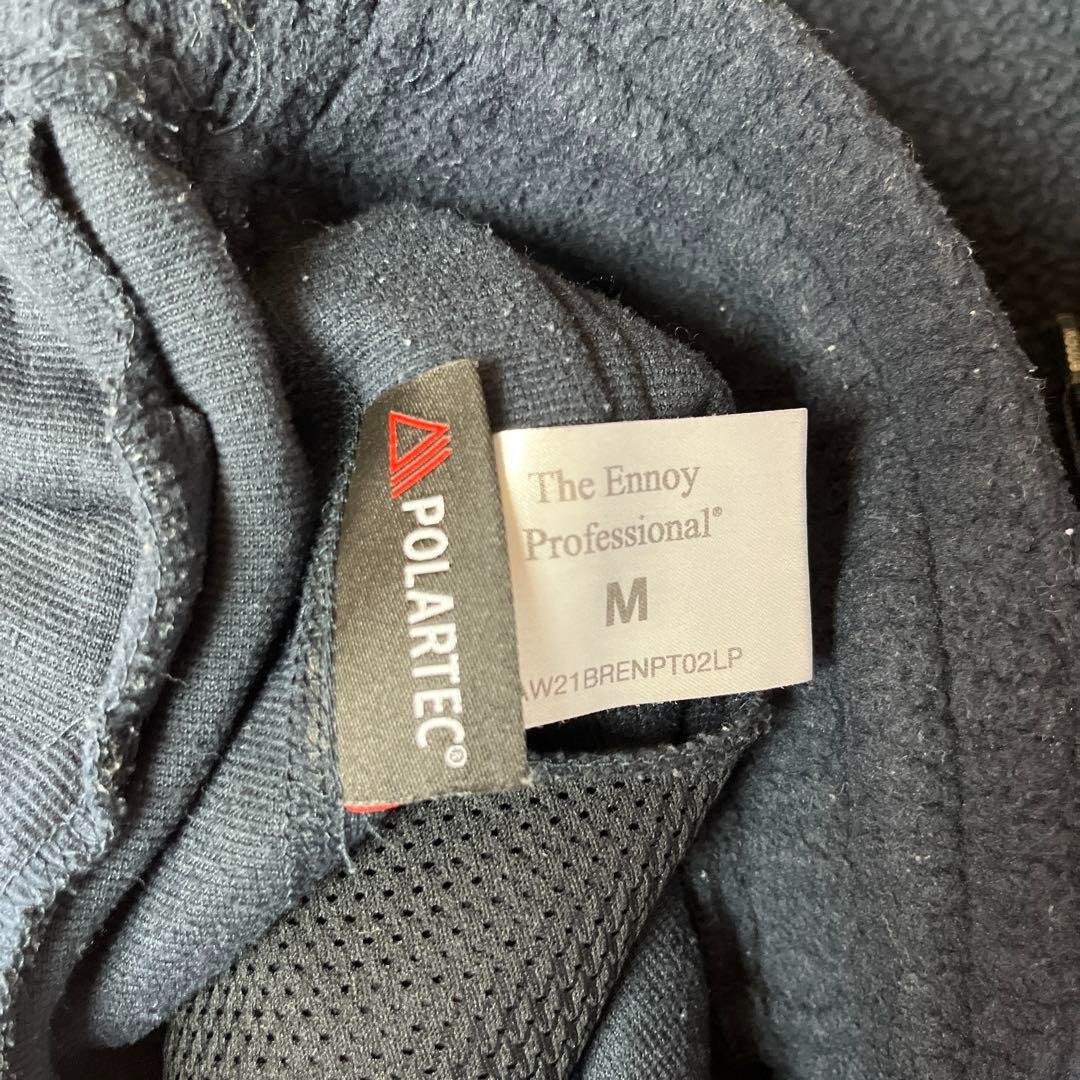 POLARTEC®
The Ennoy
Professional®
M
AW21BRENPT02LP